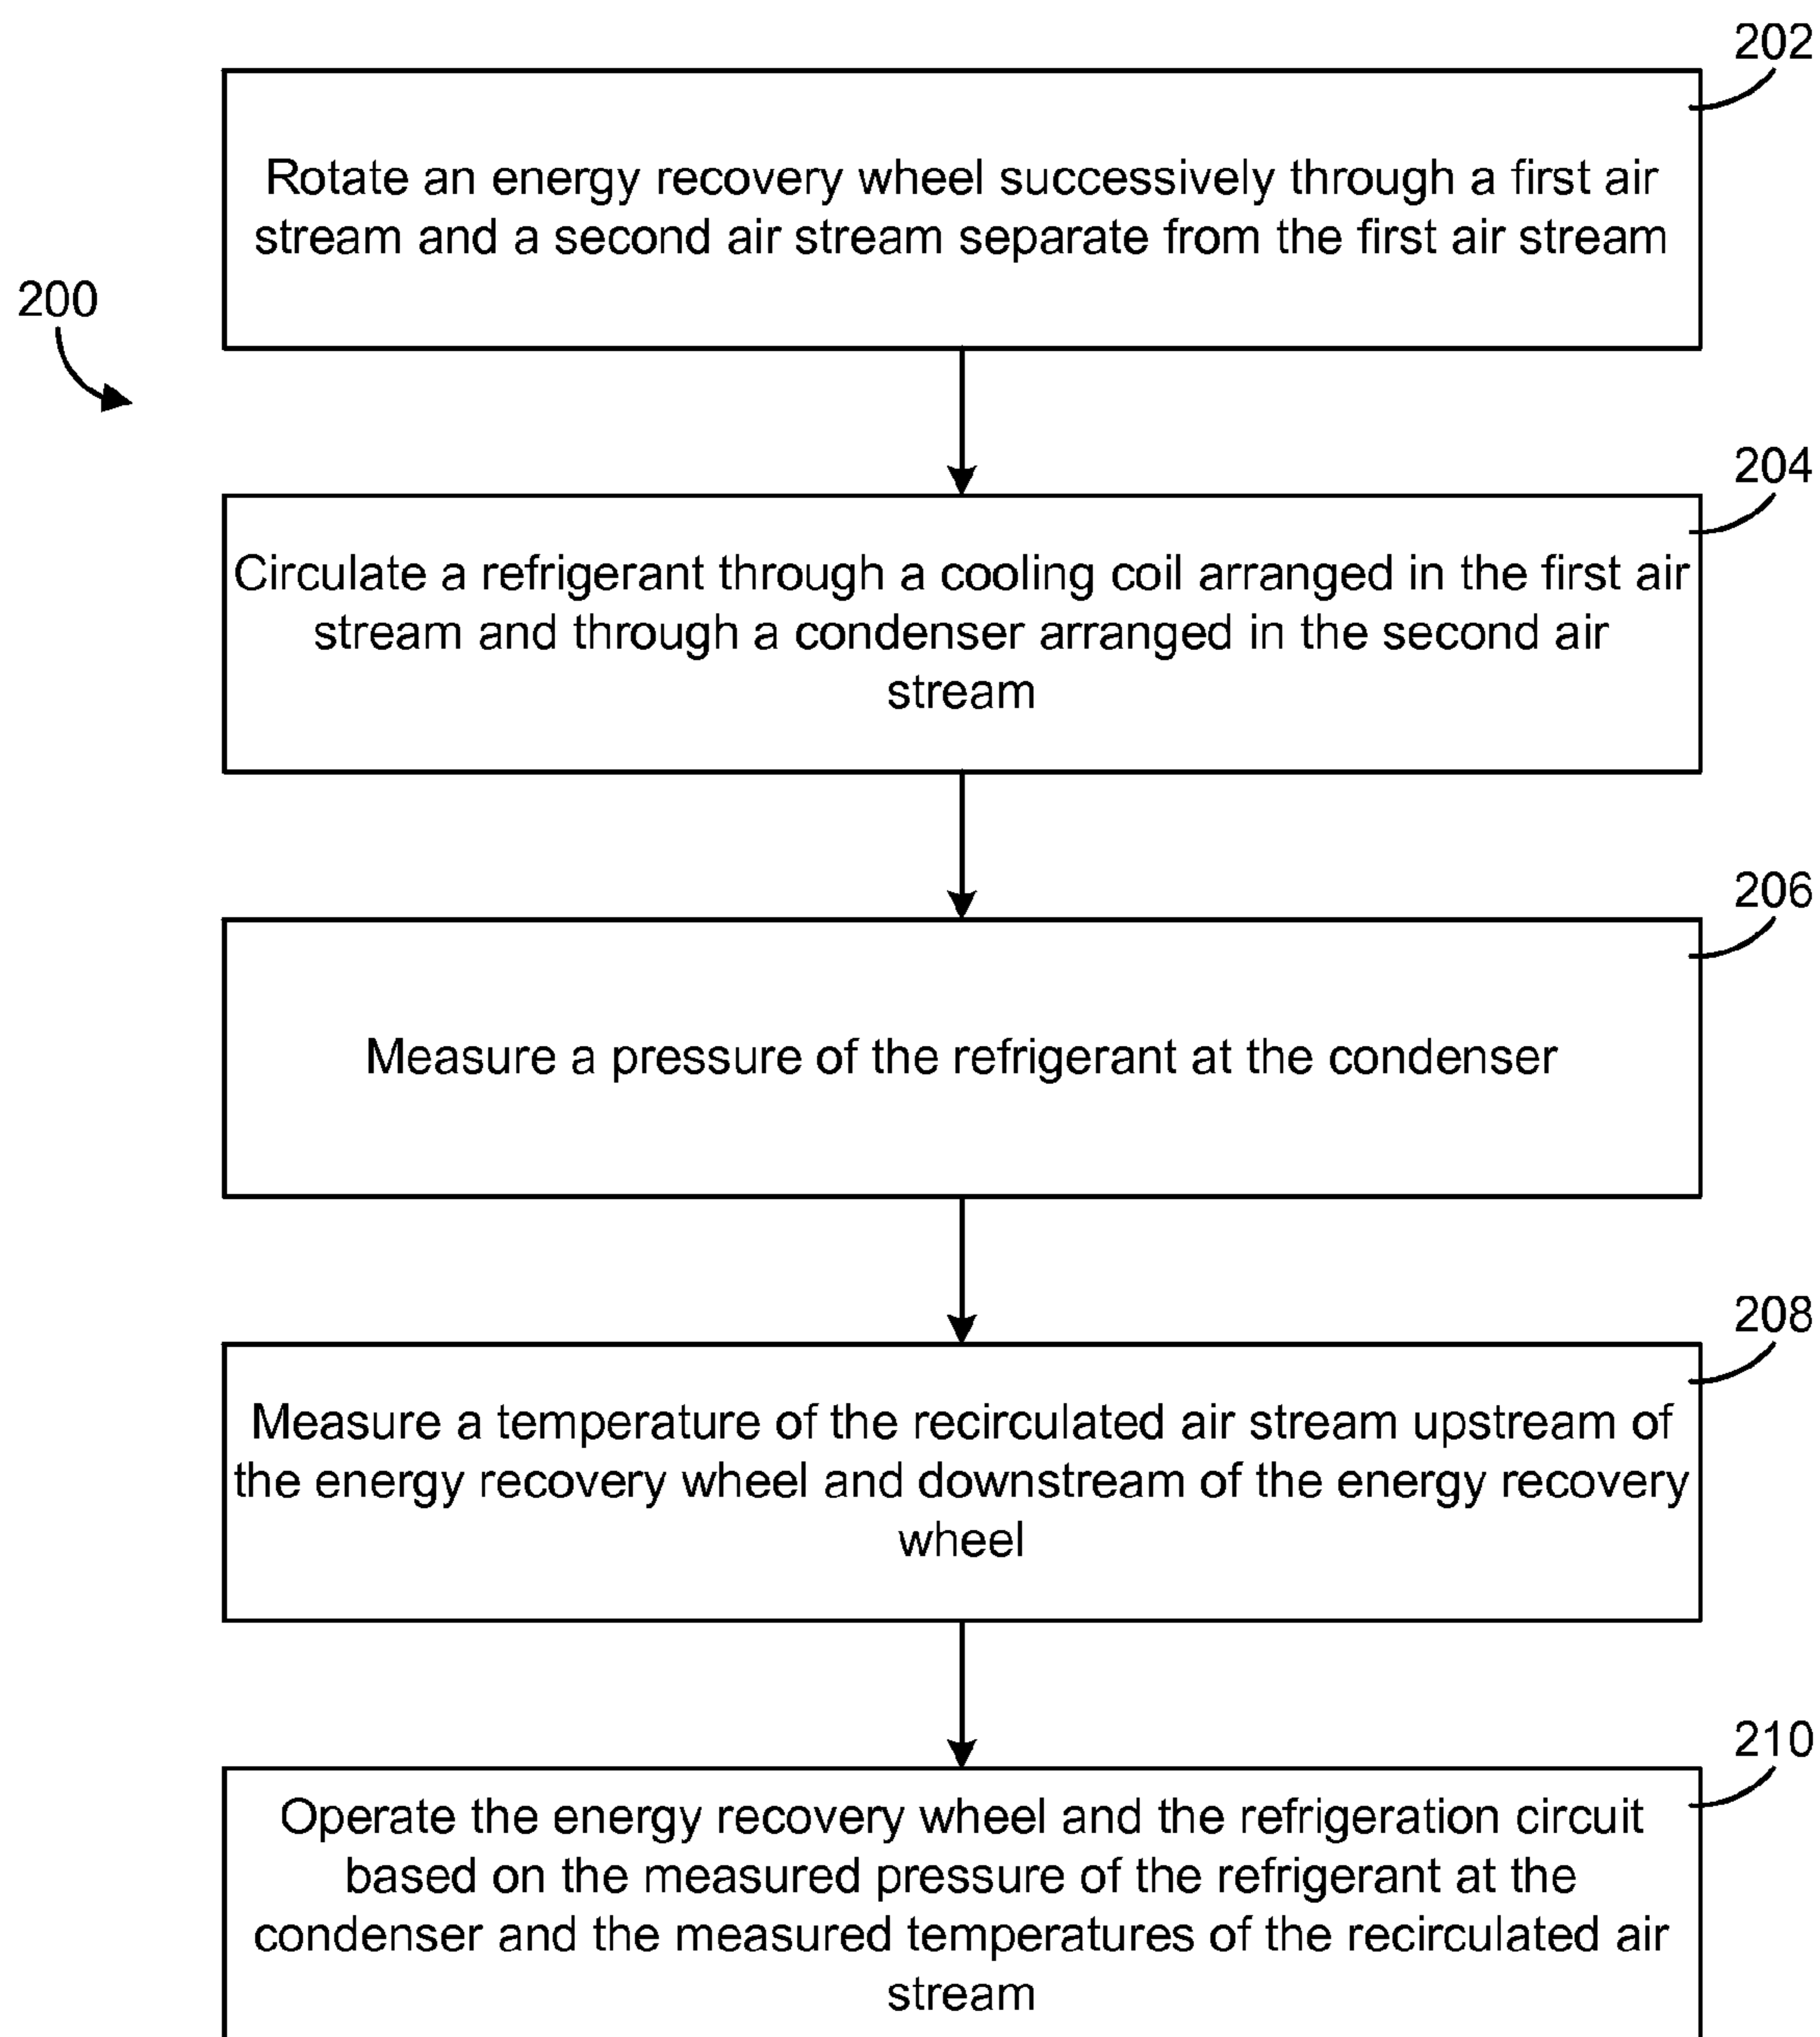 202
Rotate an energy recovery wheel successively through a first air
stream and a second air stream separate from the first air stream
200
204
Circulate a refrigerant through a cooling coil arranged in the first air
stream and through a condenser arranged in the second air
stream
206
Measure a pressure of the refrigerant at the condenser
208
Measure a temperature of the recirculated air stream upstream of
the energy recovery wheel and downstream of the energy recovery
wheel
210
Operate the energy recovery wheel and the refrigeration circuit
based on the measured pressure of the refrigerant at the
condenser and the measured temperatures of the recirculated air
stream